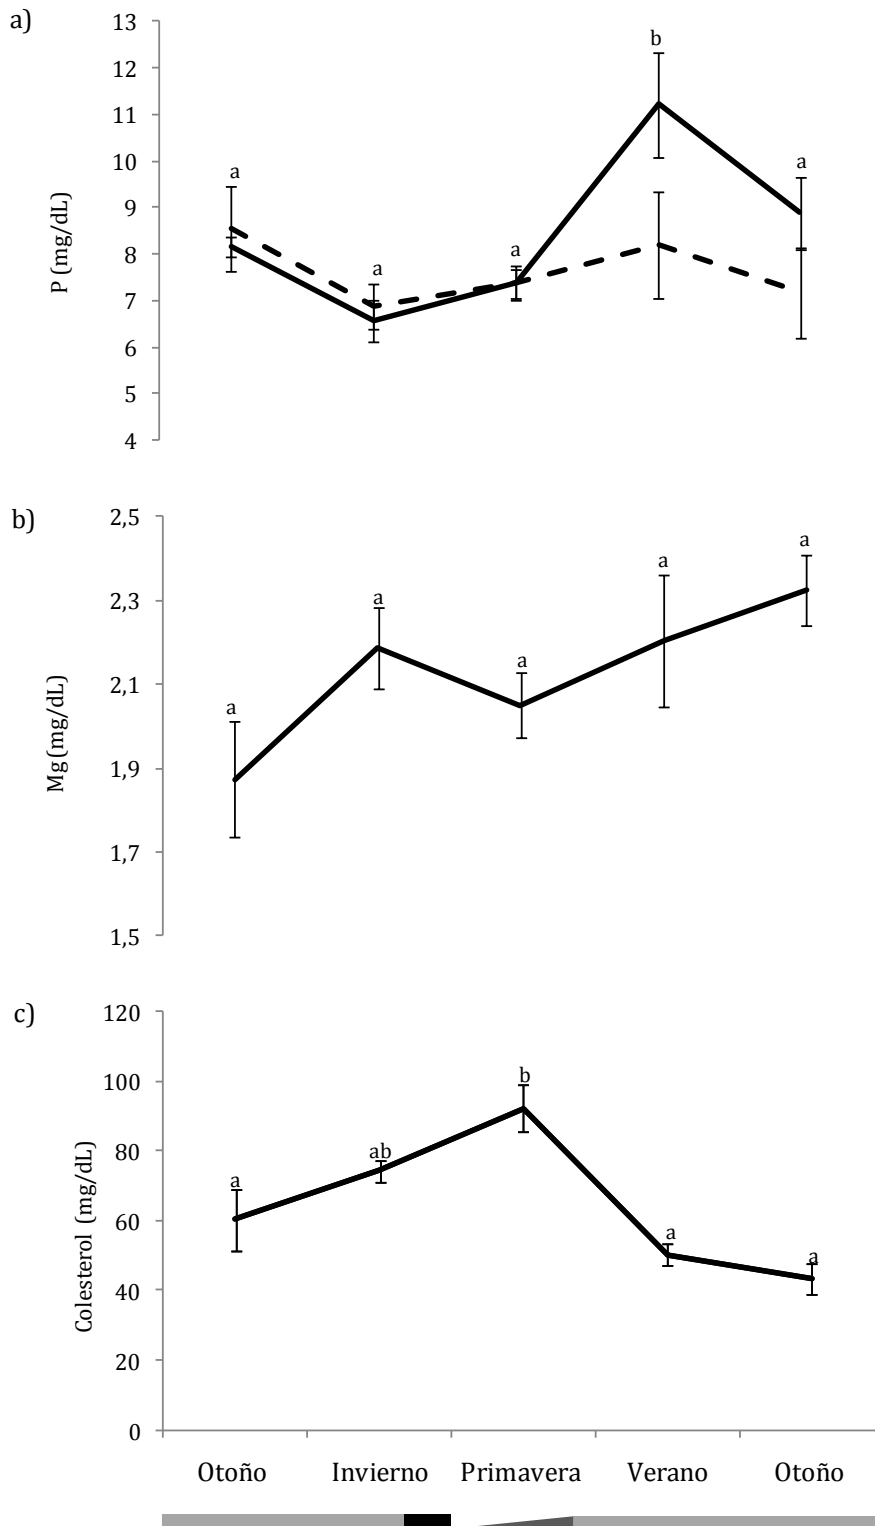 a)
13
12
11
10
9
8
7
6
5
4
P (mg/dL)
a
a
a
b
a
b)
2,5
2,3
2,1
1,9
1,7
1,5
Mg (mg/dL)
a
a
a
a
a
c)
120
100
80
60
40
20
0
Colesterol (mg/dL)
a
ab
b
a
a
Otoño Invierno Primavera Verano Otoño